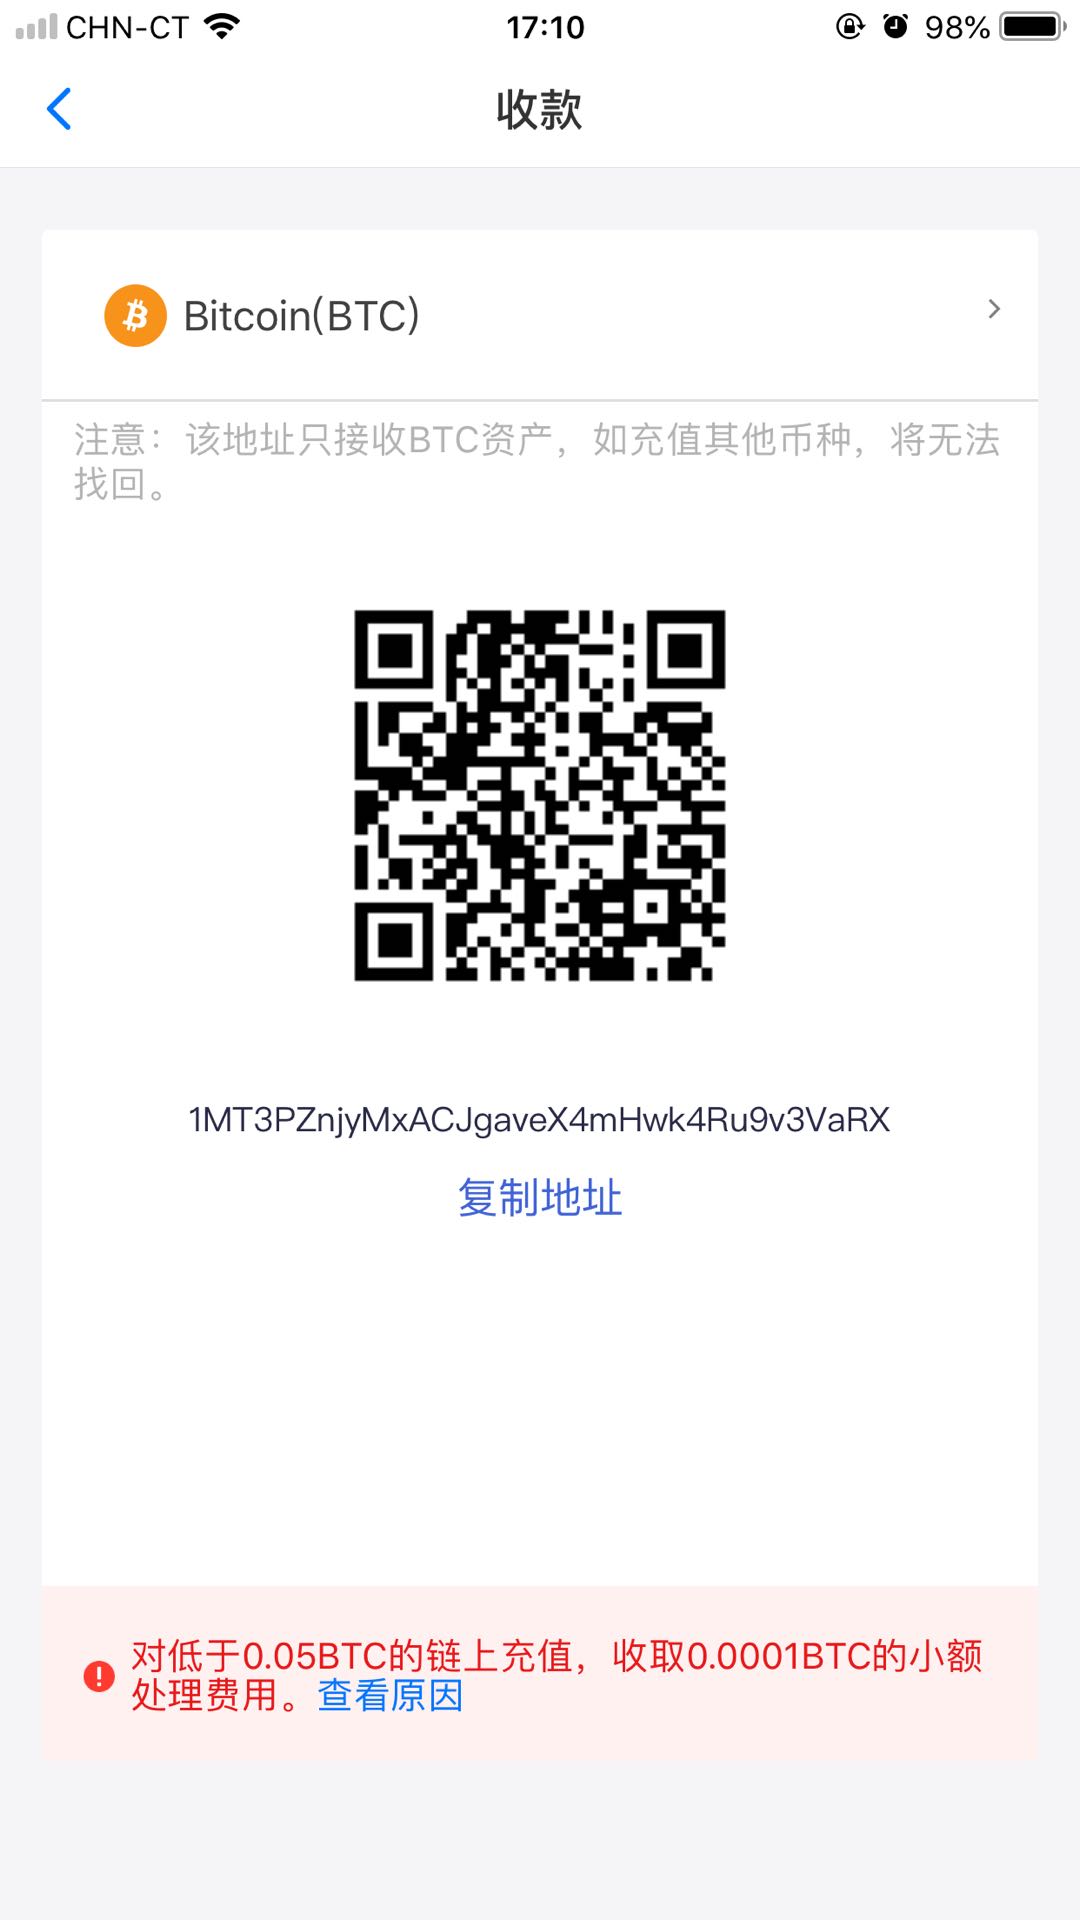 CHN-CT 17:10 98%
收款
Bitcoin(BTC)
注意：该地址只接收BTC资产，如充值其他币种，将无法
找回。
1MT3PZnjyMxACJgaveX4mHwk4Ru9v3VaRX
复制地址
对低于0.05BTC的链上充值，收取0.0001BTC的小额
处理费用。查看原因